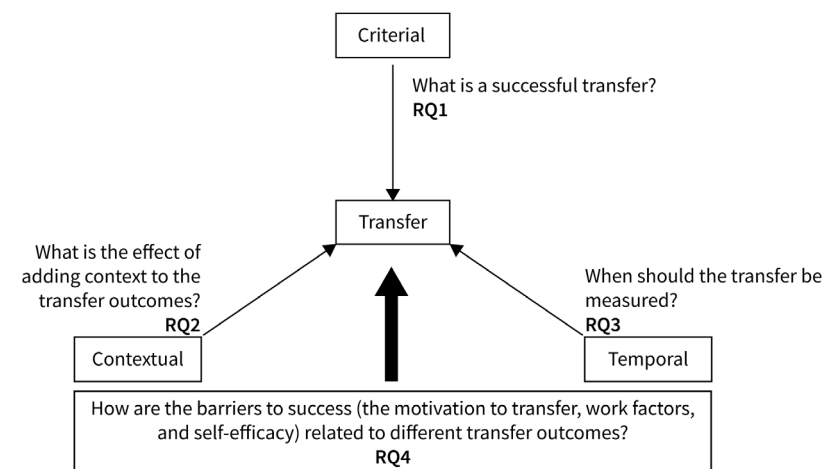 Criterial
What is a successful transfer?
RQ1
Transfer
What is the effect of
adding context to the
transfer outcomes?
RQ2
When should the transfer be
measured?
RQ3
Contextual
Temporal
How are the barriers to success (the motivation to transfer, work factors,
and self-efficacy) related to different transfer outcomes?
RQ4